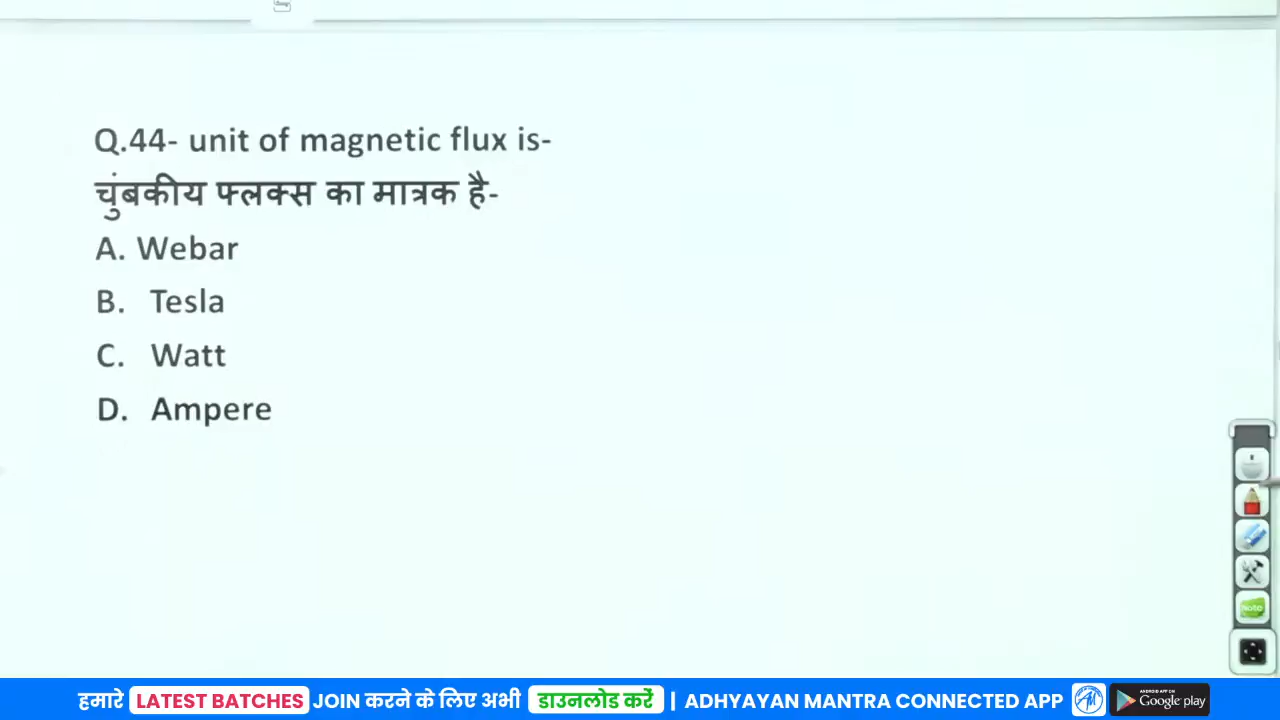 Q.44- unit of magnetic flux is-
चुंबकीय फ्लक्स का मात्रक है-
A. Webar
B. Tesla
C. Watt
D. Ampere
Note
हमारे LATEST BATCHES JOIN करने के लिए अभी डाउनलोड करें | ADHYAYAN MANTRA CONNECTED APP ANDROID APP ON Google play